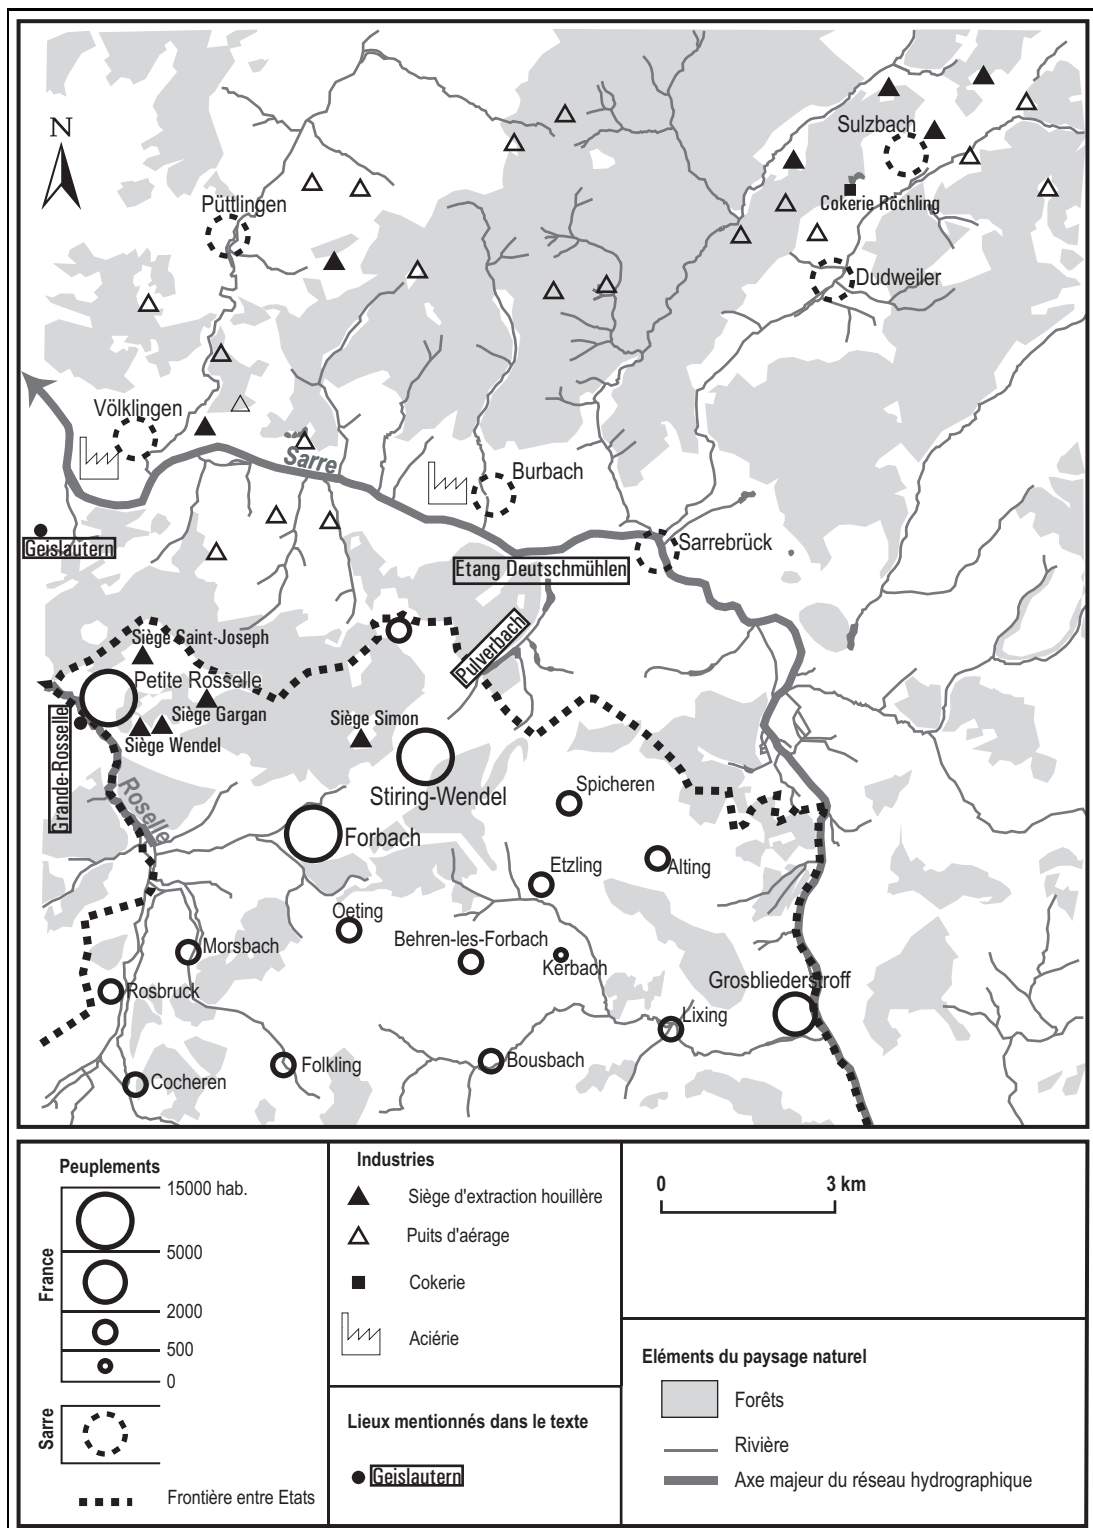 N
Sulzbach
Püttlingen
Cokerie Röchling
Dudweiler
Völklingen
Sarre
Burbach
Geislautern
Sarrebrück
Etang Deutschmühlen
Siège Saint-Joseph
Pulverbach
Petite Rosselle
Siège Gargan
Siège Simon
Siège Wendel
Grande-Rosselle
Roselle
Stiring-Wendel
Spicheren
Forbach
Etzling
Alting
Oeting
Behren-les-Forbach
Morsbach
Kerbach
Grosbliederstroff
Rosbruck
Lixing
Folkling
Bousbach
Cocheren
Peuplements
15000 hab.
5000
2000
500
0
France
Sarre
Frontière entre Etats
Industries
Siège d'extraction houillère
Puits d'aérage
Cokerie
Aciérie
Lieux mentionnés dans le texte
Geislautern
0 3 km
Eléments du paysage naturel
Forêts
Rivière
Axe majeur du réseau hydrographique